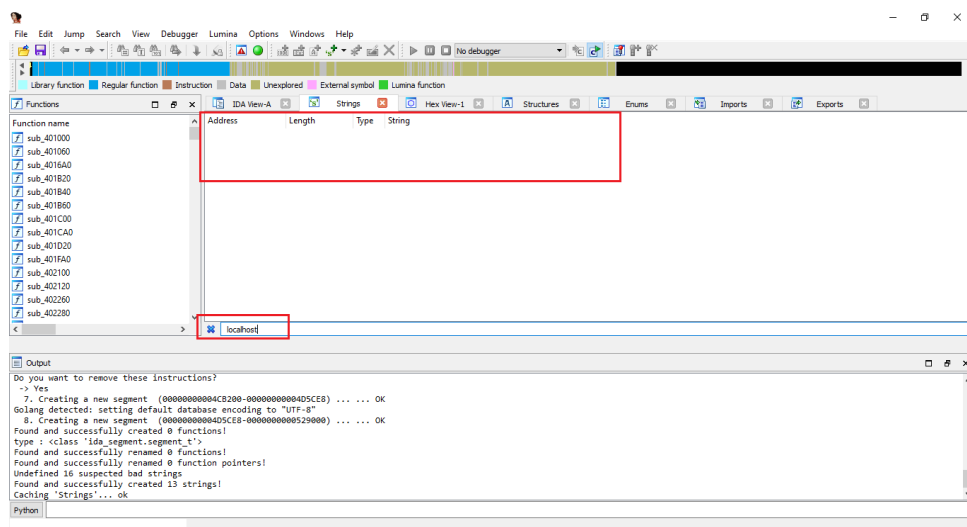 File Edit Jump Search View Debugger Lumina Options Windows Help
No debugger
Library function Regular function Instruction Data Unexplored External symbol Lumina function
Functions
IDA View-A Strings Hex View-1 Structures Enums Imports Exports
Function name
Address Length Type String
sub_401000
sub_401060
sub_4016A0
sub_401B20
sub_401B40
sub_401B60
sub_401C00
sub_401CA0
sub_401D20
sub_401FA0
sub_402100
sub_402120
sub_402260
sub_402280
localhost
Output
Do you want to remove these instructions?
-> Yes
7. Creating a new segment (00000000004CB200-00000000004D5CE8) ... ... OK
Golang detected: setting default database encoding to "UTF-8"
8. Creating a new segment (00000000004D5CE8-0000000000529000) ... ... OK
Found and successfully created 0 functions!
type : <class 'ida_segment.segment_t'>
Found and successfully renamed 0 functions!
Found and successfully renamed 0 function pointers!
Undefined 16 suspected bad strings
Found and successfully created 13 strings!
Caching 'Strings'... ok
Python